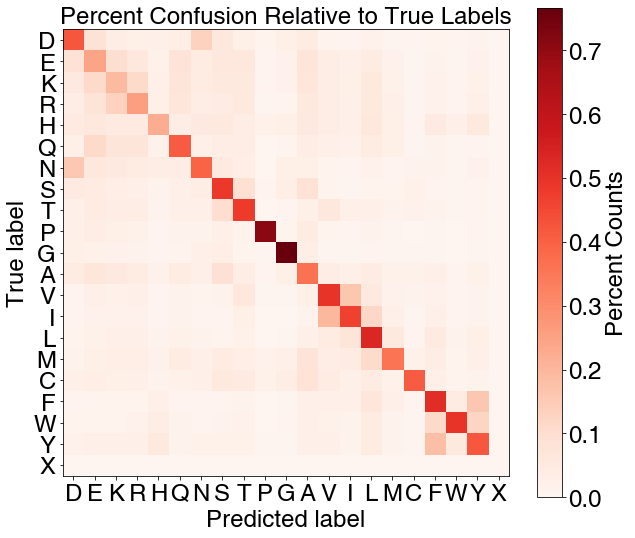 Percent Confusion Relative to True Labels
True label
D
E
K
R
H
Q
N
S
T
P
G
A
V
I
L
M
C
F
W
Y
X
D E K R H Q N S T P G A V I L M C F W Y X
Predicted label
0.7
0.6
0.5
0.4
0.3
0.2
0.1
0.0
Percent Counts